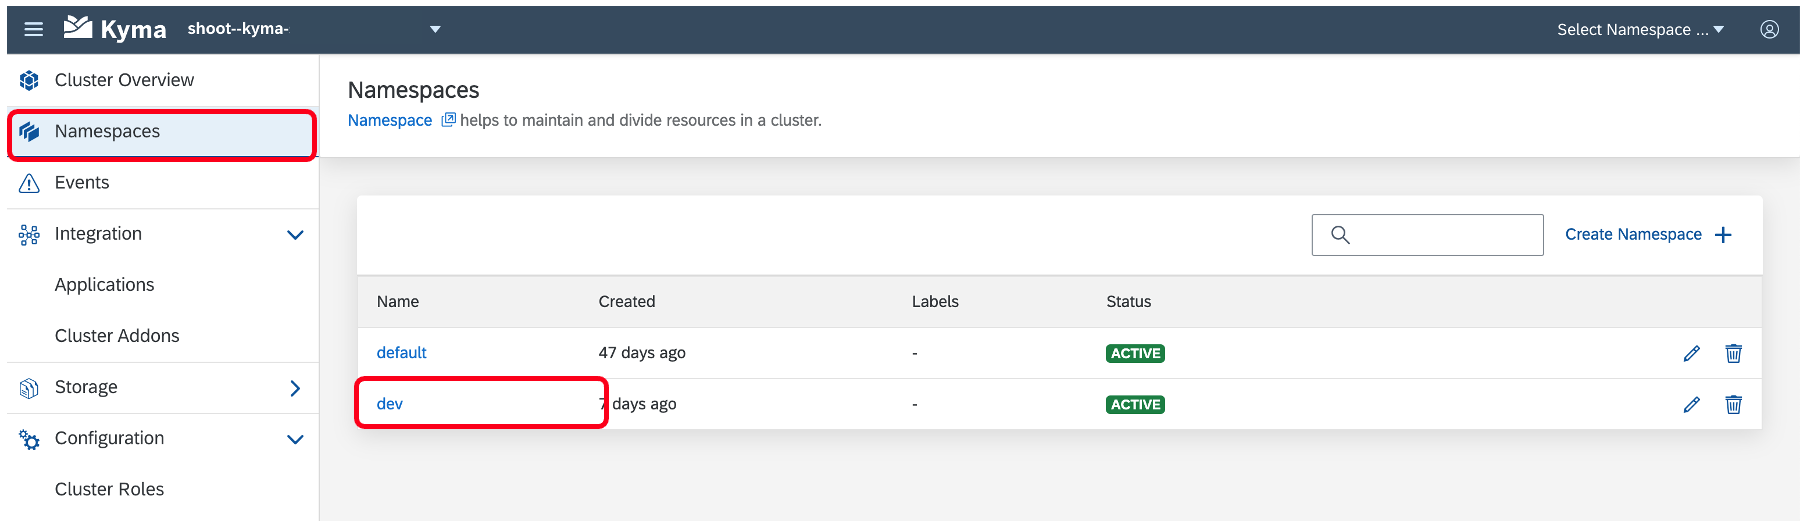 Kyma shoot--kyma- Select Namespace ...
Cluster Overview
Namespaces
Events
Integration
Applications
Cluster Addons
Storage
Configuration
Cluster Roles
Namespaces
Namespace helps to maintain and divide resources in a cluster.
Create Namespace
Name Created Labels Status
default 47 days ago - ACTIVE
dev 7 days ago - ACTIVE